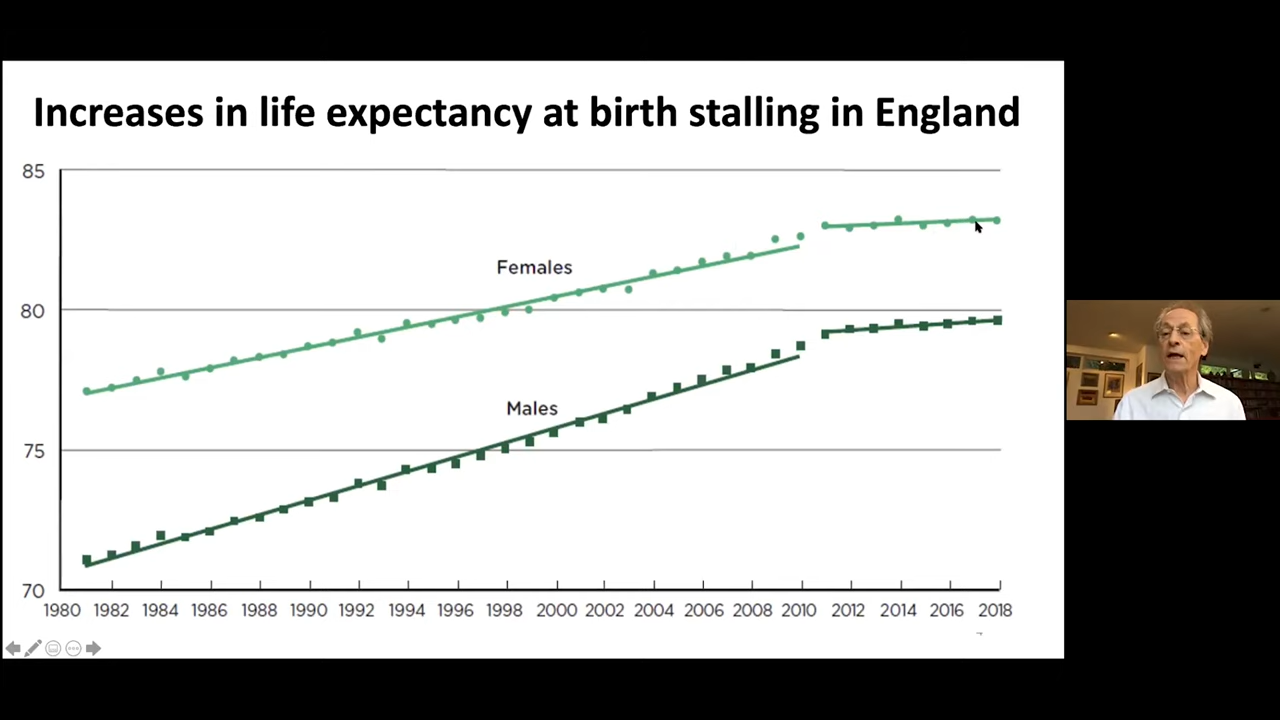 Increases in life expectancy at birth stalling in England
85
Females
80
Males
75
70
1980 1982 1984 1986 1988 1990 1992 1994 1996 1998 2000 2002 2004 2006 2008 2010 2012 2014 2016 2018